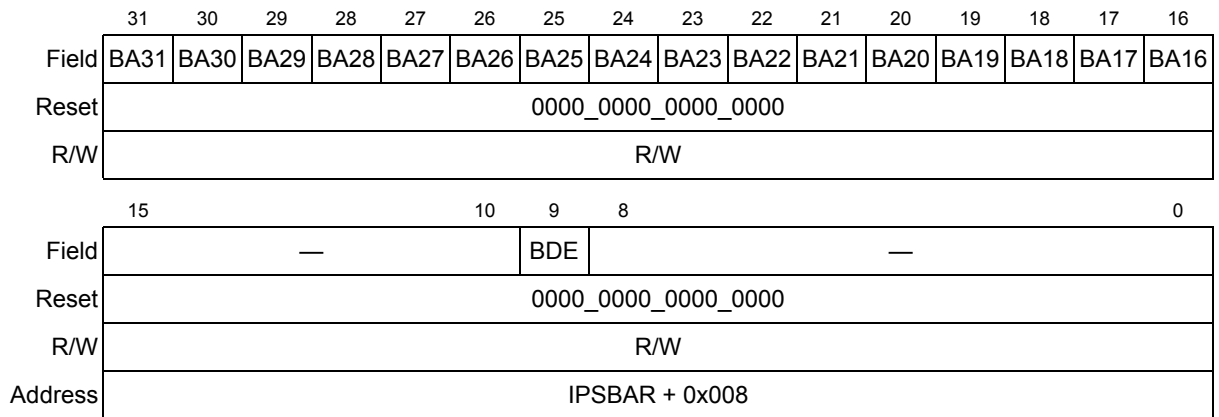 31 30 29 28 27 26 25 24 23 22 21 20 19 18 17 16
Field BA31 BA30 BA29 BA28 BA27 BA26 BA25 BA24 BA23 BA22 BA21 BA20 BA19 BA18 BA17 BA16
Reset 0000_0000_0000_0000
R/W R/W
15 10 9 8 0
Field — BDE —
Reset 0000_0000_0000_0000
R/W R/W
Address IPSBAR + 0x008